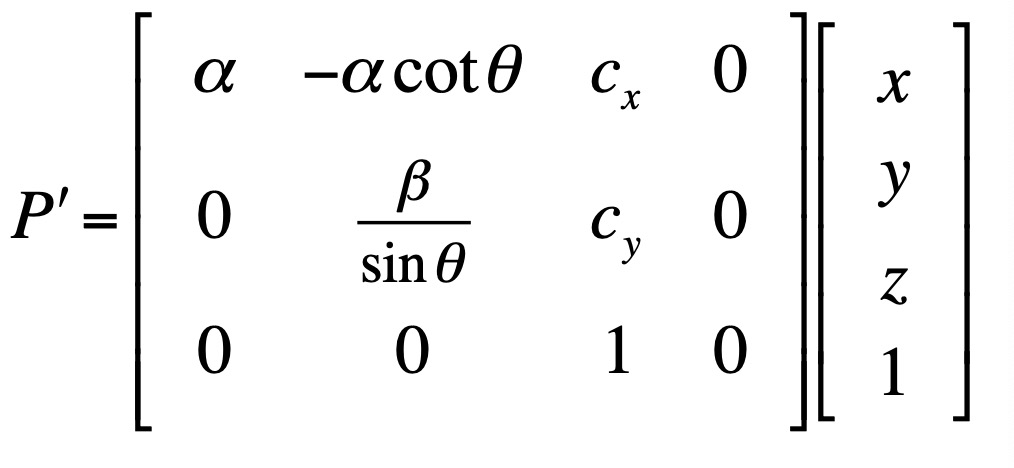 P′ = [ α −α cot θ c_x 0 ] [ x ]
[ 0 β/sin θ c_y 0 ] [ y ]
[ 0 0 1 0 ] [ z ]
[ 1 ]